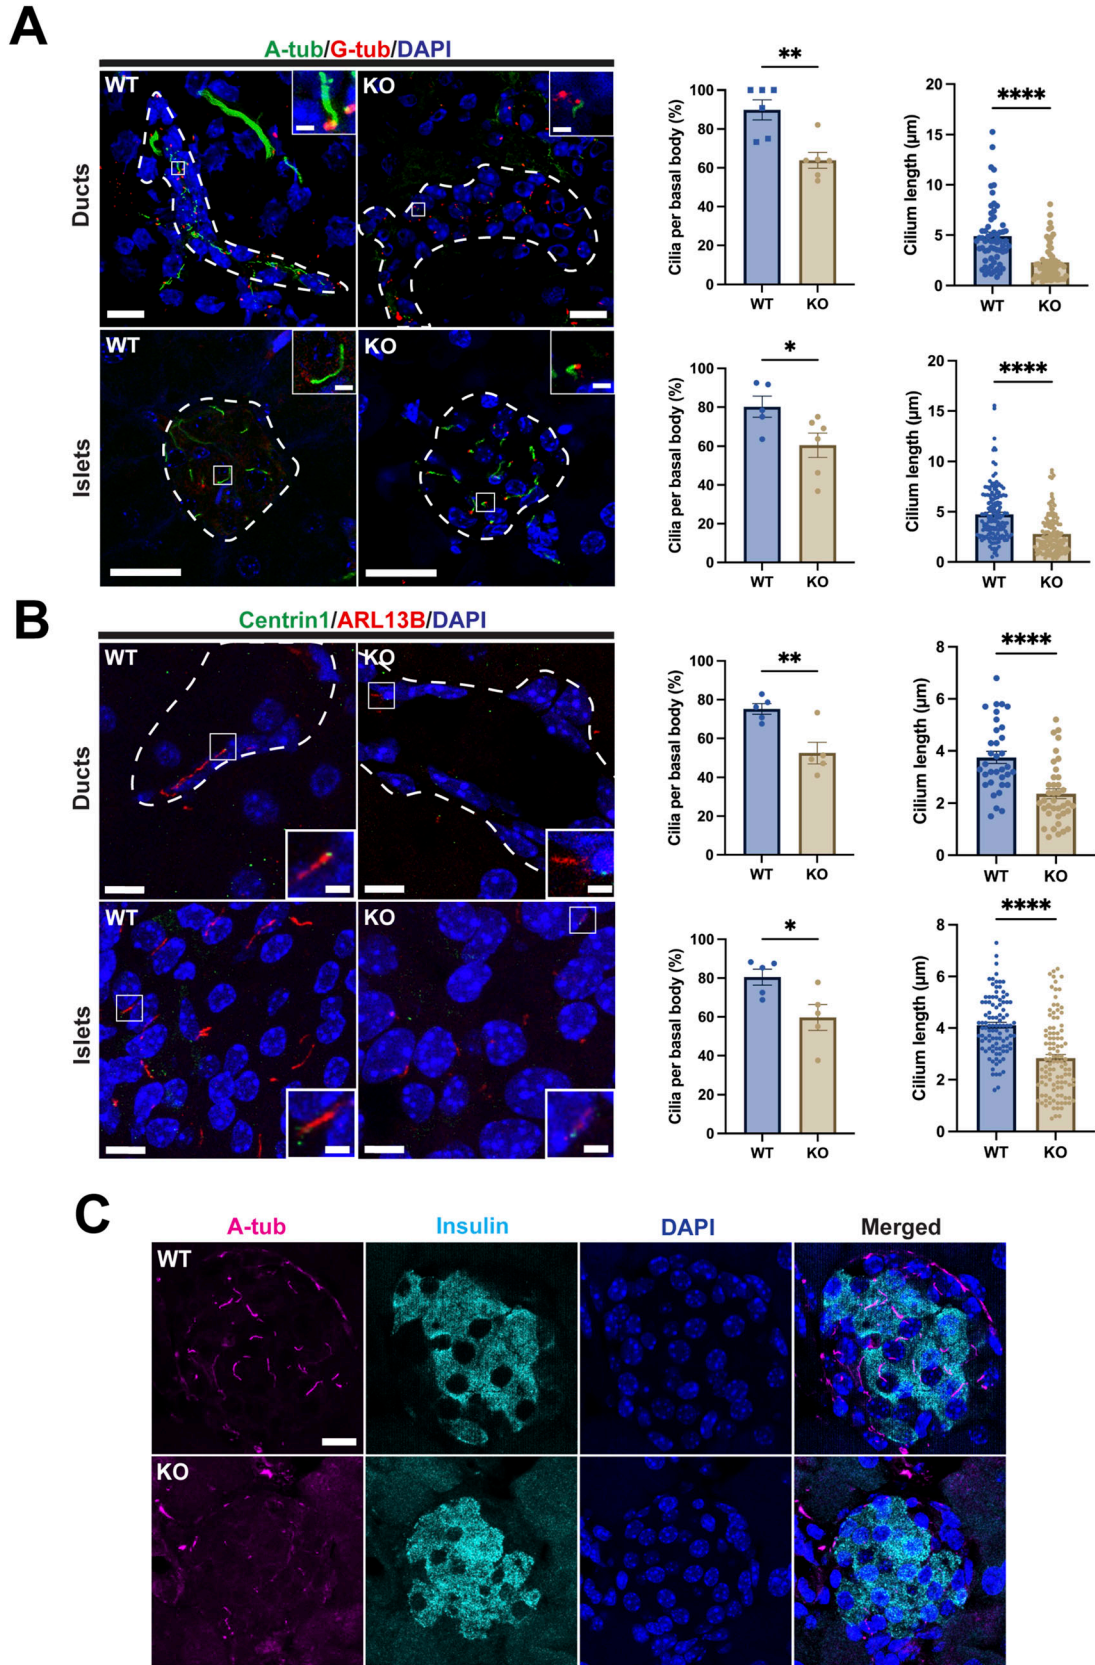 A
A-tub/G-tub/DAPI
Ducts
WT
KO
Cilia per basal body (%)
**
100
80
60
40
20
0
WT
KO
Cilium length (µm)
****
20
15
10
5
0
WT
KO
Islets
WT
KO
Cilia per basal body (%)
*
100
80
60
40
20
0
WT
KO
Cilium length (µm)
****
20
15
10
5
0
WT
KO
B
Centrin1/ARL13B/DAPI
Ducts
WT
KO
Cilia per basal body (%)
**
100
80
60
40
20
0
WT
KO
Cilium length (µm)
****
8
6
4
2
0
WT
KO
Islets
WT
KO
Cilia per basal body (%)
*
100
80
60
40
20
0
WT
KO
Cilium length (µm)
****
8
6
4
2
0
WT
KO
C
A-tub
Insulin
DAPI
Merged
WT
KO